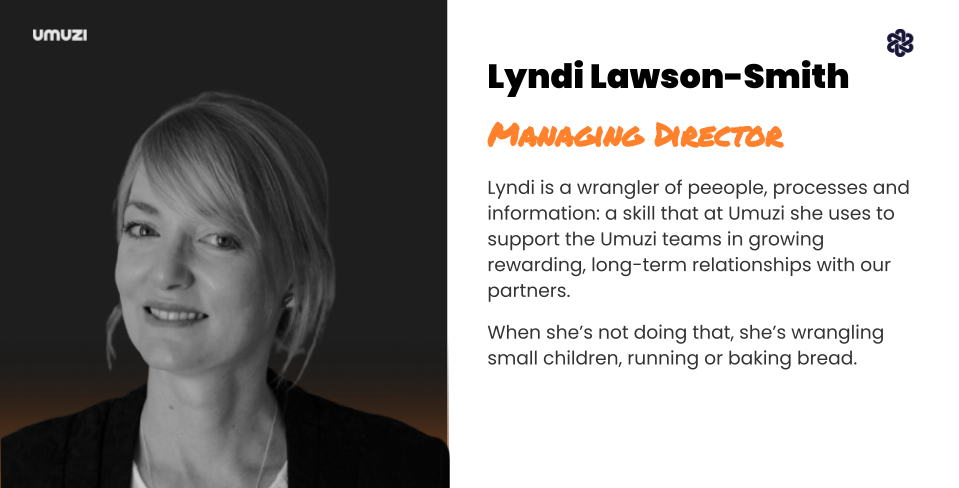 UMUZI
Lyndi Lawson-Smith
Managing Director
Lyndi is a wrangler of peeople, processes and
information: a skill that at Umuzi she uses to
support the Umuzi teams in growing
rewarding, long-term relationships with our
partners.
When she’s not doing that, she’s wrangling
small children, running or baking bread.